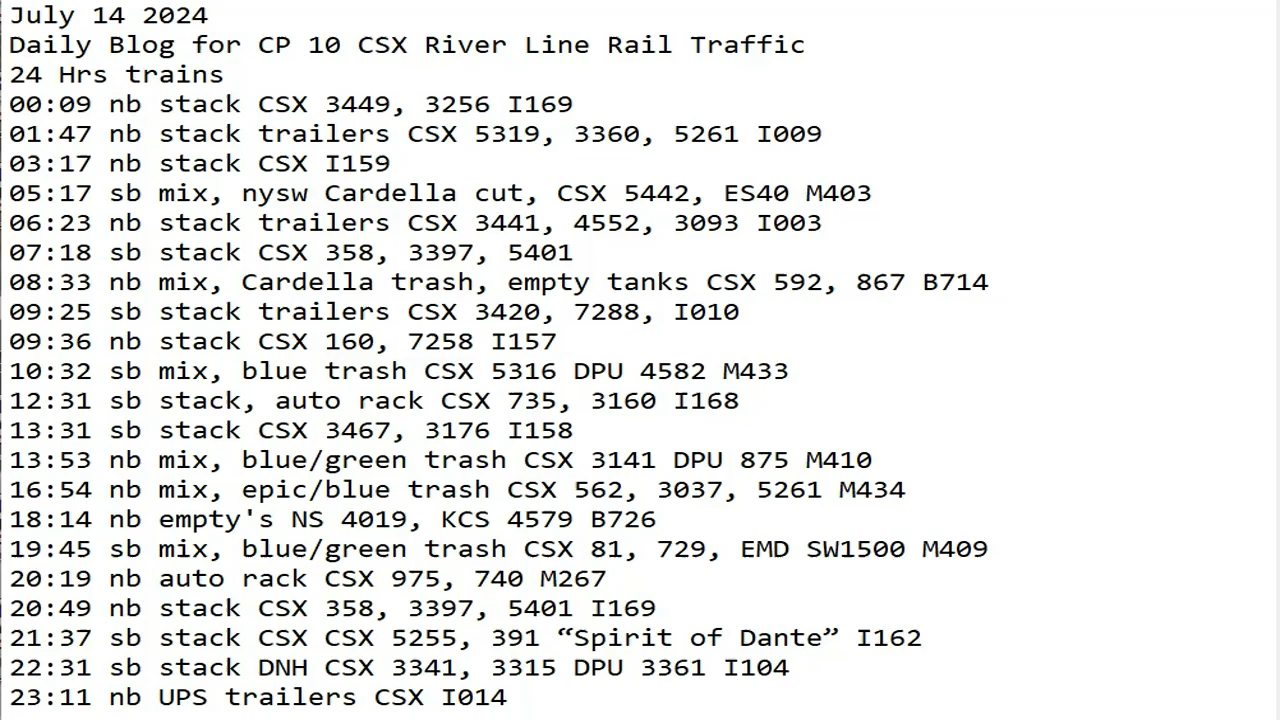 July 14 2024
Daily Blog for CP 10 CSX River Line Rail Traffic
24 Hrs trains
00:09 nb stack CSX 3449, 3256 I169
01:47 nb stack trailers CSX 5319, 3360, 5261 I009
03:17 nb stack CSX I159
05:17 sb mix, nysw Cardella cut, CSX 5442, ES40 M403
06:23 nb stack trailers CSX 3441, 4552, 3093 I003
07:18 sb stack CSX 358, 3397, 5401
08:33 nb mix, Cardella trash, empty tanks CSX 592, 867 B714
09:25 sb stack trailers CSX 3420, 7288, I010
09:36 nb stack CSX 160, 7258 I157
10:32 sb mix, blue trash CSX 5316 DPU 4582 M433
12:31 sb stack, auto rack CSX 735, 3160 I168
13:31 sb stack CSX 3467, 3176 I158
13:53 nb mix, blue/green trash CSX 3141 DPU 875 M410
16:54 nb mix, epic/blue trash CSX 562, 3037, 5261 M434
18:14 nb empty's NS 4019, KCS 4579 B726
19:45 sb mix, blue/green trash CSX 81, 729, EMD SW1500 M409
20:19 nb auto rack CSX 975, 740 M267
20:49 nb stack CSX 358, 3397, 5401 I169
21:37 sb stack CSX CSX 5255, 391 “Spirit of Dante” I162
22:31 sb stack DNH CSX 3341, 3315 DPU 3361 I104
23:11 nb UPS trailers CSX I014